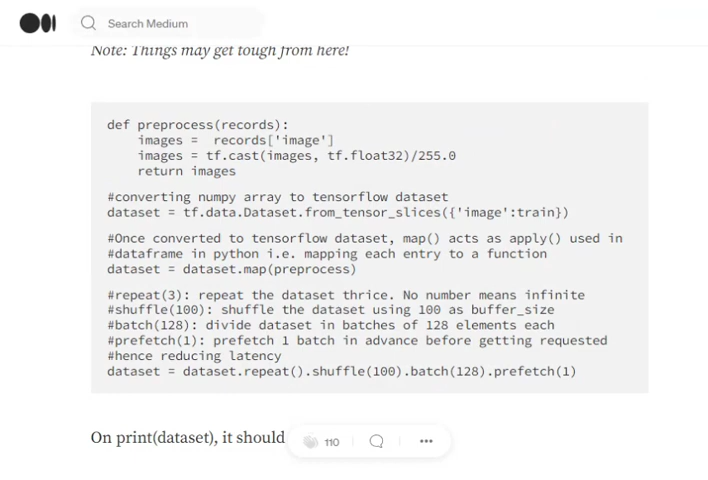 Search Medium
Note: Things may get tough from here!
def preprocess(records):
    images =  records['image']
    images = tf.cast(images, tf.float32)/255.0
    return images
#converting numpy array to tensorflow dataset
dataset = tf.data.Dataset.from_tensor_slices({'image':train})
#Once converted to tensorflow dataset, map() acts as apply() used in
#dataframe in python i.e. mapping each entry to a function
dataset = dataset.map(preprocess)
#repeat(3): repeat the dataset thrice. No number means infinite
#shuffle(100): shuffle the dataset using 100 as buffer_size
#batch(128): divide dataset in batches of 128 elements each
#prefetch(1): prefetch 1 batch in advance before getting requested
#hence reducing latency
dataset = dataset.repeat().shuffle(100).batch(128).prefetch(1)
On print(dataset), it should
110